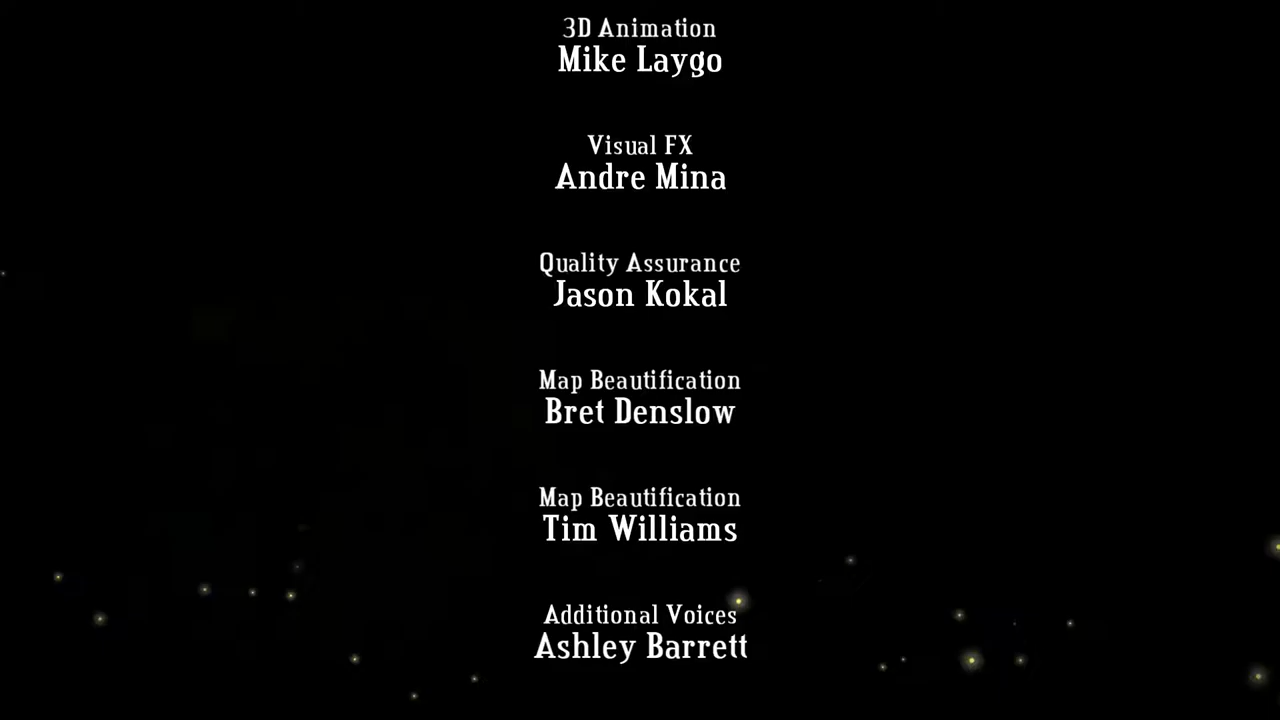 3D Animation
Mike Laygo
Visual FX
Andre Mina
Quality Assurance
Jason Kokal
Map Beautification
Bret Denslow
Map Beautification
Tim Williams
Additional Voices
Ashley Barrett